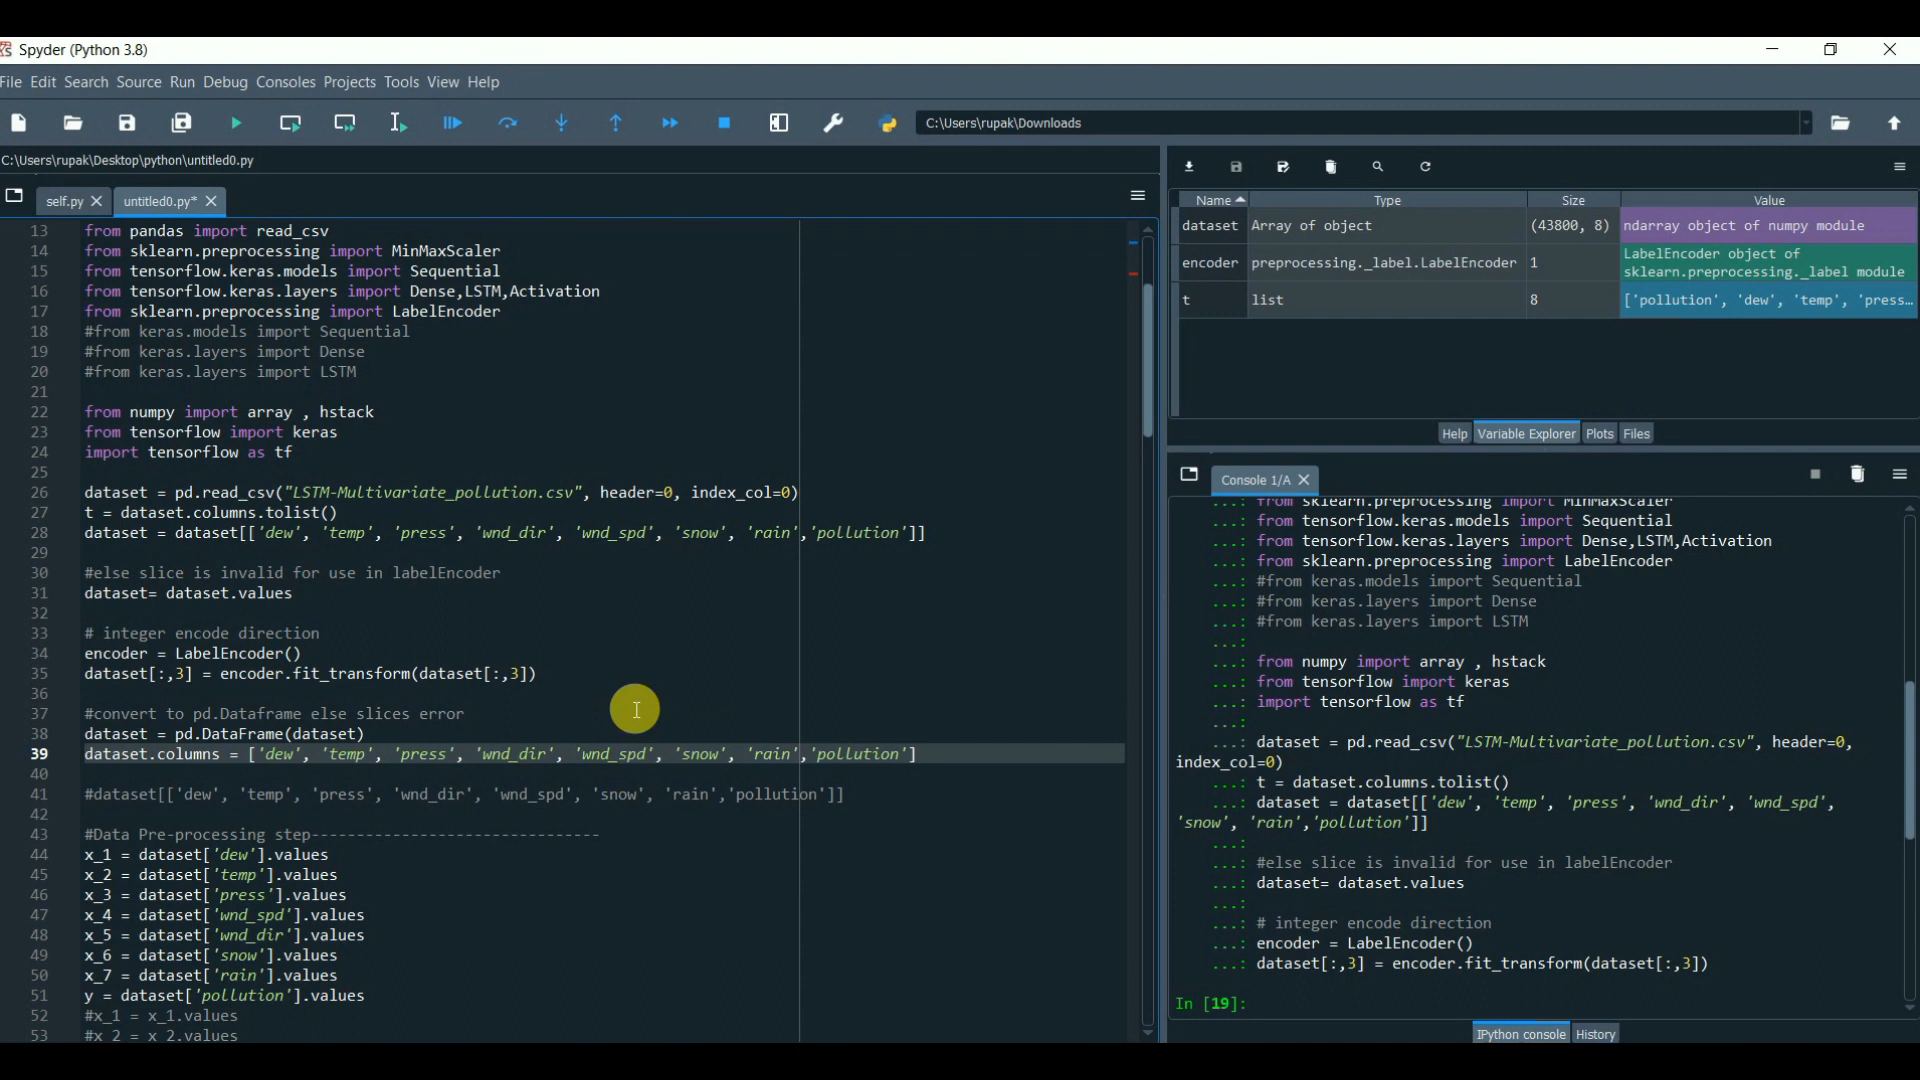 Spyder (Python 3.8)
File Edit Search Source Run Debug Consoles Projects Tools View Help
C:\Users\rupak\Downloads
C:\Users\rupak\Desktop\python\untitled0.py
self.py untitled0.py*
13 from pandas import read_csv
14 from sklearn.preprocessing import MinMaxScaler
15 from tensorflow.keras.models import Sequential
16 from tensorflow.keras.layers import Dense,LSTM,Activation
17 from sklearn.preprocessing import LabelEncoder
18 #from keras.models import Sequential
19 #from keras.layers import Dense
20 #from keras.layers import LSTM
21
22 from numpy import array , hstack
23 from tensorflow import keras
24 import tensorflow as tf
25
26 dataset = pd.read_csv("LSTM-Multivariate_pollution.csv", header=0, index_col=0)
27 t = dataset.columns.tolist()
28 dataset = dataset[['dew', 'temp', 'press', 'wnd_dir', 'wnd_spd', 'snow', 'rain','pollution']]
29
30 #else slice is invalid for use in labelEncoder
31 dataset= dataset.values
32
33 # integer encode direction
34 encoder = LabelEncoder()
35 dataset[:,3] = encoder.fit_transform(dataset[:,3])
36
37 #convert to pd.Dataframe else slices error
38 dataset = pd.DataFrame(dataset)
39 dataset.columns = ['dew', 'temp', 'press', 'wnd_dir', 'wnd_spd', 'snow', 'rain','pollution']
40
41 #dataset[['dew', 'temp', 'press', 'wnd_dir', 'wnd_spd', 'snow', 'rain','pollution']]
42
43 #Data Pre-processing step--------------------------------
44 x_1 = dataset['dew'].values
45 x_2 = dataset['temp'].values
46 x_3 = dataset['press'].values
47 x_4 = dataset['wnd_spd'].values
48 x_5 = dataset['wnd_dir'].values
49 x_6 = dataset['snow'].values
50 x_7 = dataset['rain'].values
51 y = dataset['pollution'].values
52 #x_1 = x_1.values
53 #x_2 = x_2.values
Name Type Size Value
dataset Array of object (43800, 8) ndarray object of numpy module
encoder preprocessing._label.LabelEncoder 1 LabelEncoder object of
sklearn.preprocessing._label module
t list 8 ['pollution', 'dew', 'temp', 'press…
Help Variable Explorer Plots Files
Console 1/A
...: from sklearn.preprocessing import MinMaxScaler
...: from tensorflow.keras.models import Sequential
...: from tensorflow.keras.layers import Dense,LSTM,Activation
...: from sklearn.preprocessing import LabelEncoder
...: #from keras.models import Sequential
...: #from keras.layers import Dense
...: #from keras.layers import LSTM
...:
...: from numpy import array , hstack
...: from tensorflow import keras
...: import tensorflow as tf
...:
...: dataset = pd.read_csv("LSTM-Multivariate_pollution.csv", header=0,
index_col=0)
...: t = dataset.columns.tolist()
...: dataset = dataset[['dew', 'temp', 'press', 'wnd_dir', 'wnd_spd',
'snow', 'rain','pollution']]
...:
...: #else slice is invalid for use in labelEncoder
...: dataset= dataset.values
...:
...: # integer encode direction
...: encoder = LabelEncoder()
...: dataset[:,3] = encoder.fit_transform(dataset[:,3])
In [19]:
IPython console History